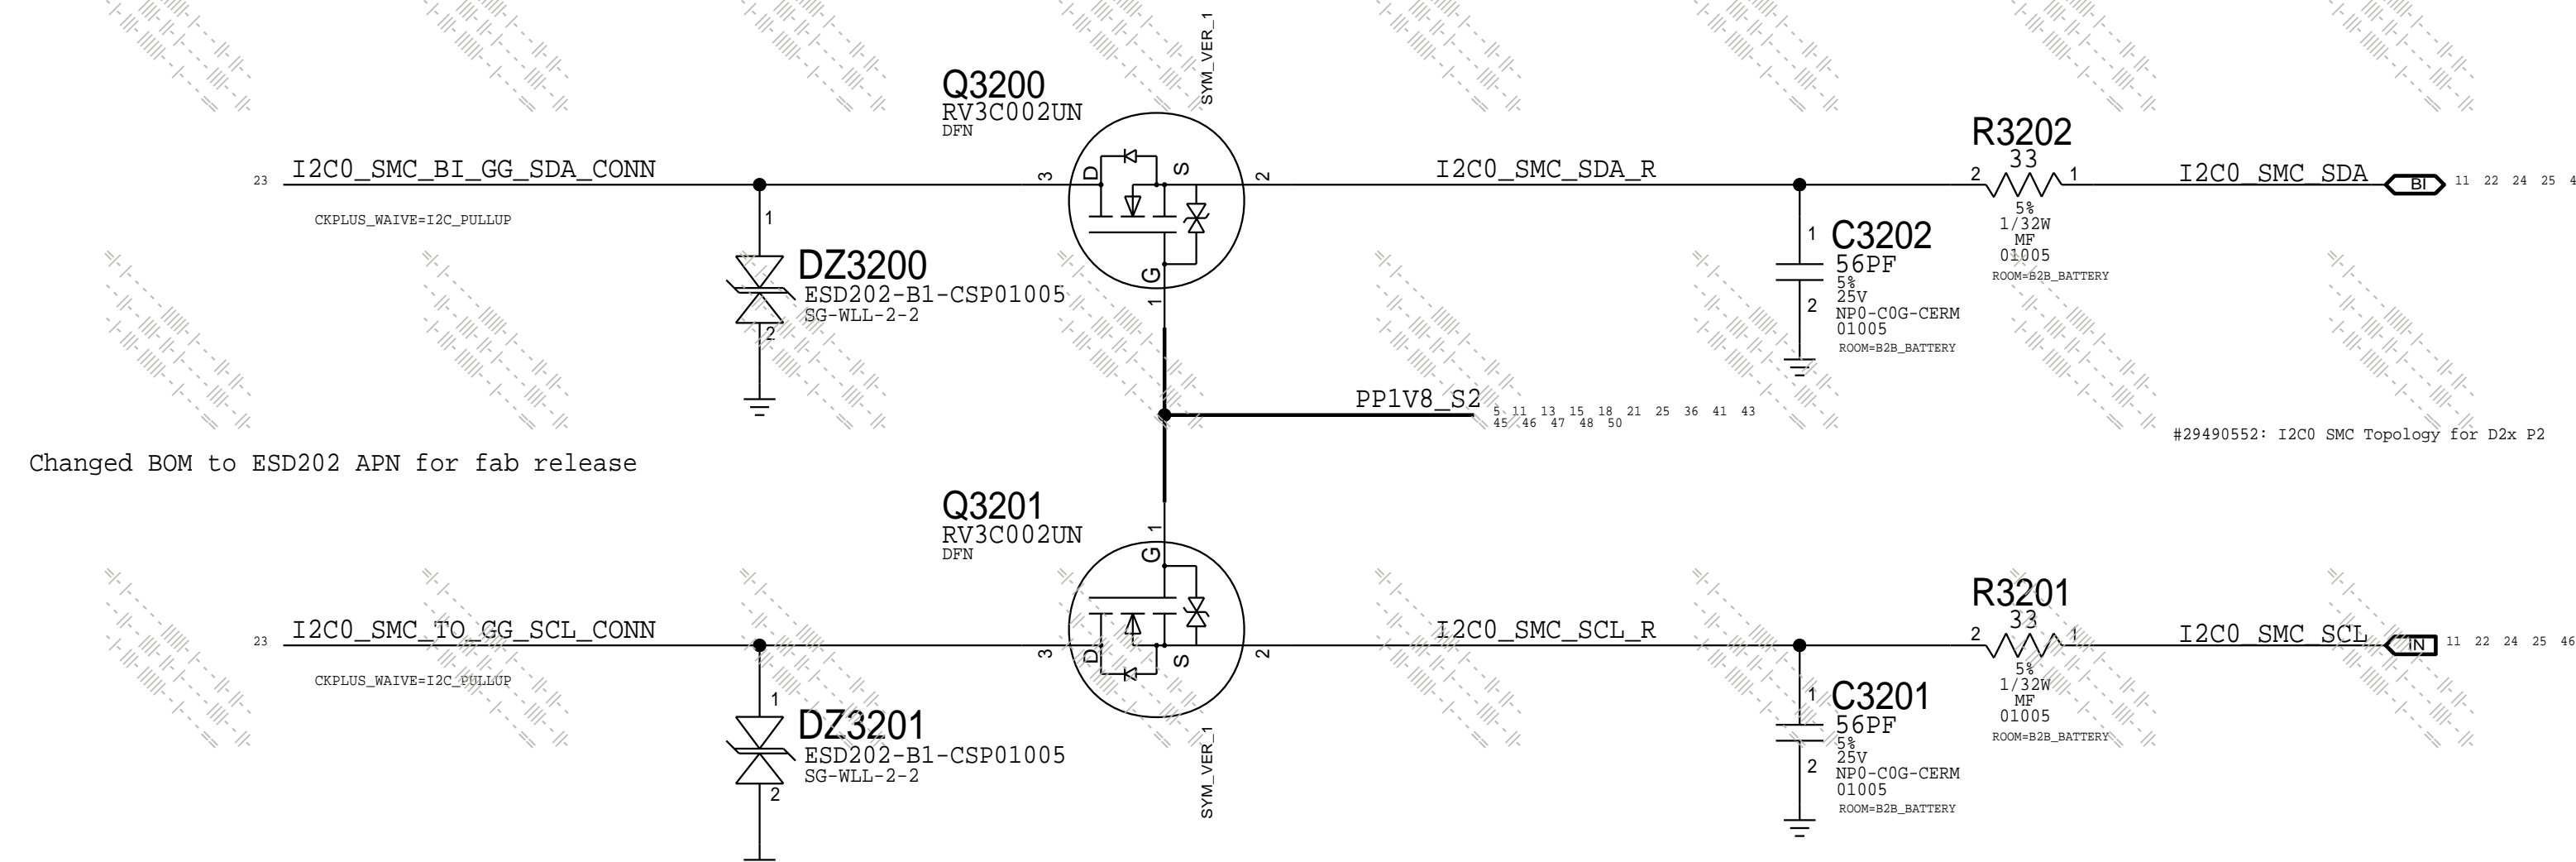 SYM_VER_1
Q3200
RV3C002UN
DFN
R3202
33
23 I2C0_SMC_BI_GG_SDA_CONN
3 D S 2
I2C0_SMC_SDA_R
2 1
I2C0_SMC_SDA
BI 11 22 24 25 4
CKPLUS_WAIVE=I2C_PULLUP
1
5%
1/32W
MF
01005
ROOM=B2B_BATTERY
DZ3200
ESD202-B1-CSP01005
SG-WLL-2-2
2
G
1
1 C3202
56PF
5%
25V
2 NP0-C0G-CERM
01005
ROOM=B2B_BATTERY
PP1V8_S2
5 11 13 15 18 21 25 36 41 43
45 46 47 48 50
#29490552: I2C0 SMC Topology for D2x P2
Changed BOM to ESD202 APN for fab release
Q3201
RV3C002UN
DFN
1
G
R3201
33
23 I2C0_SMC_TO_GG_SCL_CONN
3 D S 2
I2C0_SMC_SCL_R
2 1
I2C0_SMC_SCL
IN 11 22 24 25 46
CKPLUS_WAIVE=I2C_PULLUP
5%
1/32W
MF
01005
ROOM=B2B_BATTERY
1
DZ3201
ESD202-B1-CSP01005
SG-WLL-2-2
2
SYM_VER_1
1 C3201
56PF
5%
25V
2 NP0-C0G-CERM
01005
ROOM=B2B_BATTERY